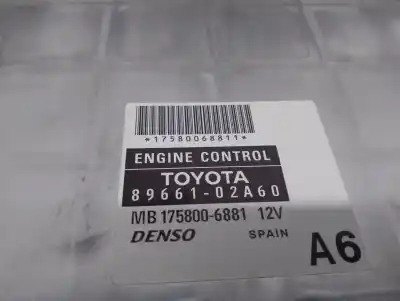 *17580068811*
ENGINE CONTROL
TOYOTA
89661-02A60
MB 175800-6881 12V
DENSO SPAIN A6